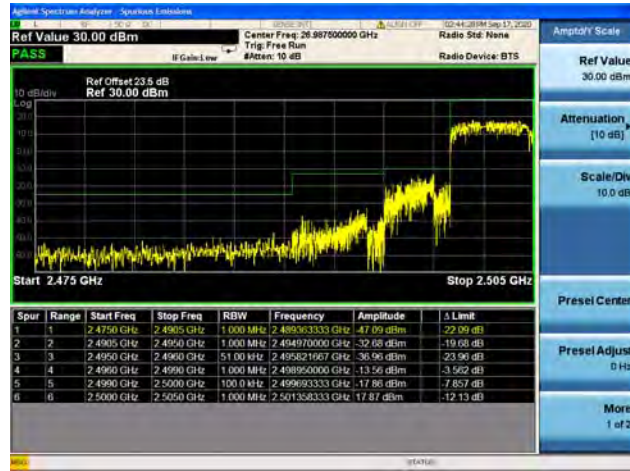 Agilent Spectrum Analyzer - Spurious Emissions
SENSE:INT
ALIGN OFF
02:44:28 PM Sep 17, 2020
Ref Value 30.00 dBm
Center Freq: 26.987500000 GHz
Radio Std: None
Trig: Free Run
PASS
IFGain:Low
#Atten: 10 dB
Radio Device: BTS
Ref Offset 23.5 dB
10 dB/div
Ref 30.00 dBm
Log
Start 2.475 GHz
Stop 2.505 GHz
Spur Range Start Freq Stop Freq RBW Frequency Amplitude Δ Limit
1 1 2.4750 GHz 2.4905 GHz 1.000 MHz 2.489363333 GHz -47.09 dBm -22.09 dB
2 2 2.4905 GHz 2.4950 GHz 1.000 MHz 2.494970000 GHz -32.68 dBm -19.68 dB
3 3 2.4950 GHz 2.4960 GHz 51.00 kHz 2.495821667 GHz -36.96 dBm -23.96 dB
4 4 2.4960 GHz 2.4990 GHz 1.000 MHz 2.498950000 GHz -13.56 dBm -3.562 dB
5 5 2.4990 GHz 2.5000 GHz 100.0 kHz 2.499693333 GHz -17.86 dBm -7.857 dB
6 6 2.5000 GHz 2.5050 GHz 1.000 MHz 2.501358333 GHz 17.87 dBm -12.13 dB
Amptd/Y Scale
Ref Value
30.00 dBm
Attenuation
[10 dB]
Scale/Div
10.0 dB
Presel Center
Presel Adjust
0 Hz
More
1 of 2
MSG
STATUS